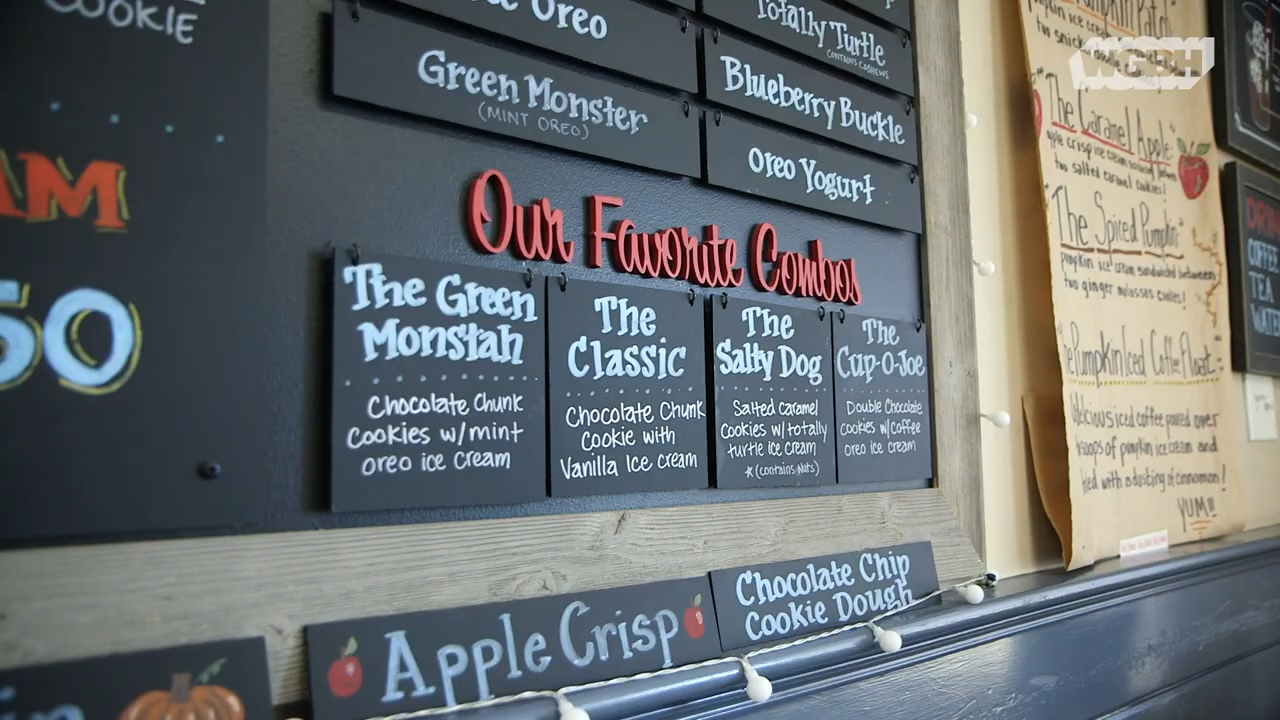 COOKIE
Oreo
Green Monster
(MINT OREO)
Totally Turtle
CONTAINS CASHEWS
Blueberry Buckle
Oreo Yogurt
AM
50
Our Favorite Combos
The Green
Monstah
Chocolate Chunk
Cookies w/mint
oreo ice cream
The
Classic
Chocolate Chunk
Cookie with
Vanilla Ice cream
The
Salty Dog
Salted caramel
Cookies w/totally
turtle ice cream
*(contains nuts)
The
Cup-O-Joe
Double Chocolate
cookies w/coffee
oreo ice cream
Apple Crisp
Chocolate Chip
Cookie Dough
WGBH
Pumpkin Patch
"The Caramel Apple"
apple crisp ice cream between
two salted caramel cookies!
"The Spiced Pumpkin"
pumpkin ice cream sandwiched between
two ginger molasses cookies!
Pumpkin Iced Coffee Float
Delicious iced coffee poured over
scoops of pumpkin ice cream and
with a dusting of cinnamon!
YUM!!
DRINKS
COFFEE
TEA
WATER